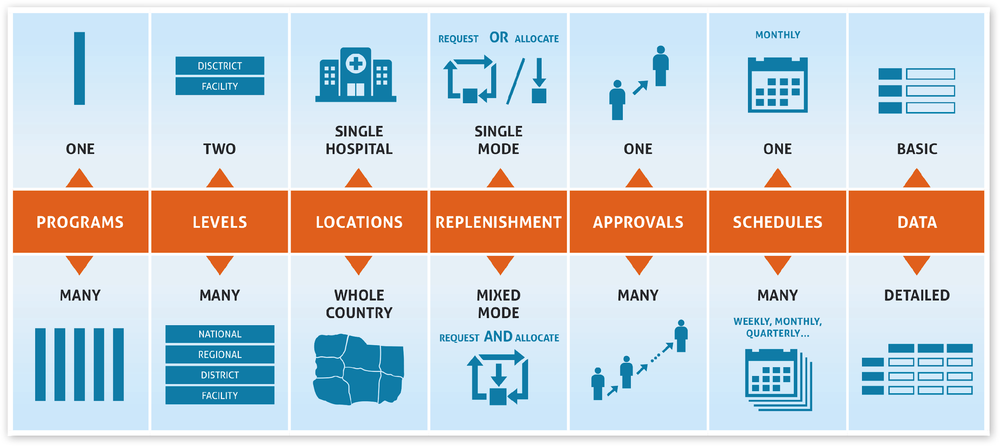 REQUEST OR ALLOCATE
MONTHLY
DISCTRICT
FACILITY
ONE
TWO
SINGLE
HOSPITAL
SINGLE
MODE
ONE
ONE
BASIC
PROGRAMS
LEVELS
LOCATIONS
REPLENISHMENT
APPROVALS
SCHEDULES
DATA
MANY
MANY
WHOLE
COUNTRY
MIXED
MODE
MANY
MANY
DETAILED
NATIONAL
REGIONAL
DISTRICT
FACILITY
REQUEST AND ALLOCATE
WEEKLY, MONTHLY,
QUARTERLY...